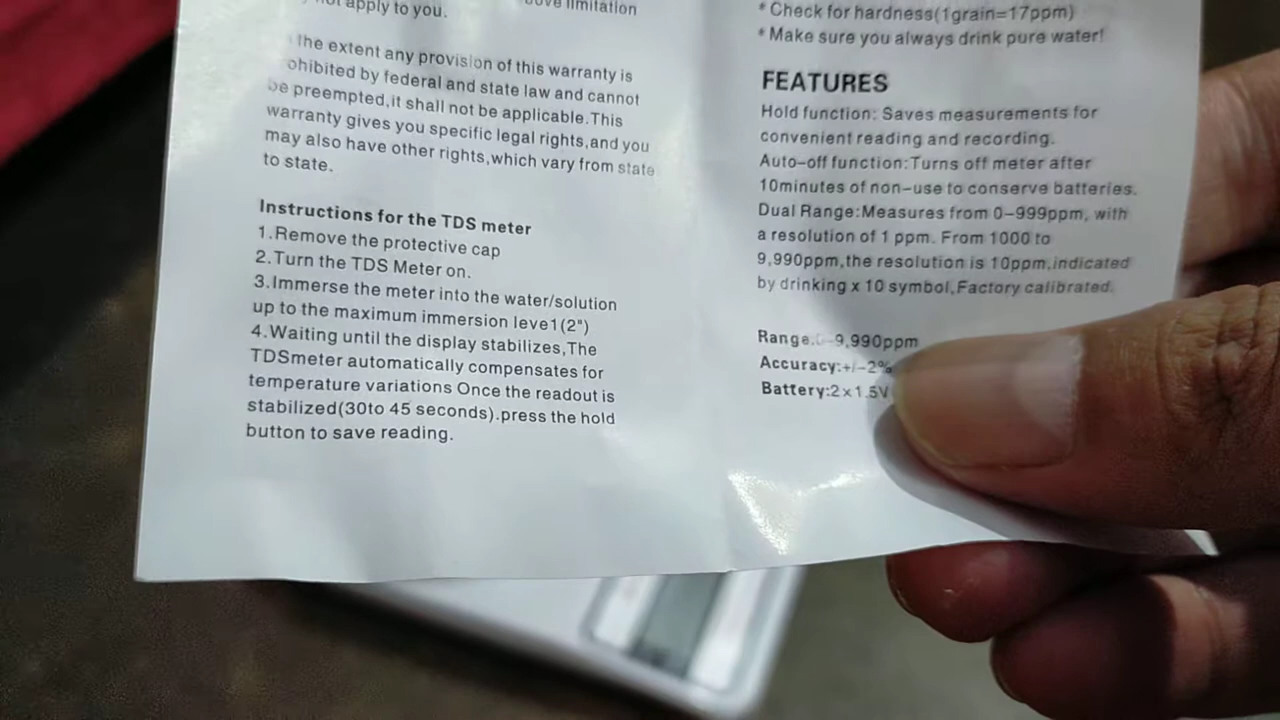 not apply to you.
limitation
The extent any provision of this warranty is
ohibited by federal and state law and cannot
be preempted,it shall not be applicable.This
warranty gives you specific legal rights,and you
may also have other rights,which vary from state
to state.
Instructions for the TDS meter
1.Remove the protective cap
2.Turn the TDS Meter on.
3.Immerse the meter into the water/solution
up to the maximum immersion leve1(2")
4.Waiting until the display stabilizes,The
TDSmeter automatically compensates for
temperature variations Once the readout is
stabilized(30to 45 seconds).press the hold
button to save reading.
* Check for hardness(1grain=17ppm)
* Make sure you always drink pure water!
FEATURES
Hold function: Saves measurements for
convenient reading and recording.
Auto-off function:Turns off meter after
10minutes of non-use to conserve batteries.
Dual Range:Measures from 0-999ppm, with
a resolution of 1 ppm. From 1000 to
9,990ppm,the resolution is 10ppm,indicated
by drinking x 10 symbol,Factory calibrated.
Range:0-9,990ppm
Accuracy:+/-2%
Battery:2×1.5V